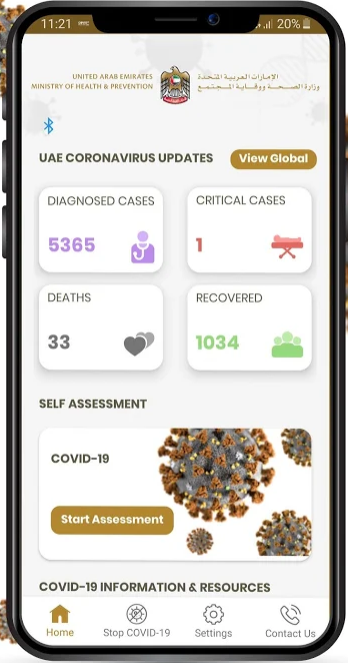 11:21
20%
UNITED ARAB EMIRATES
MINISTRY OF HEALTH & PREVENTION
الإمارات العربية المتحدة
وزارة الصحة ووقاية المجتمع
UAE CORONAVIRUS UPDATES
View Global
DIAGNOSED CASES
CRITICAL CASES
5365
1
DEATHS
RECOVERED
33
1034
SELF ASSESSMENT
COVID-19
Start Assessment
COVID-19 INFORMATION & RESOURCES
Home
Stop COVID-19
Settings
Contact Us